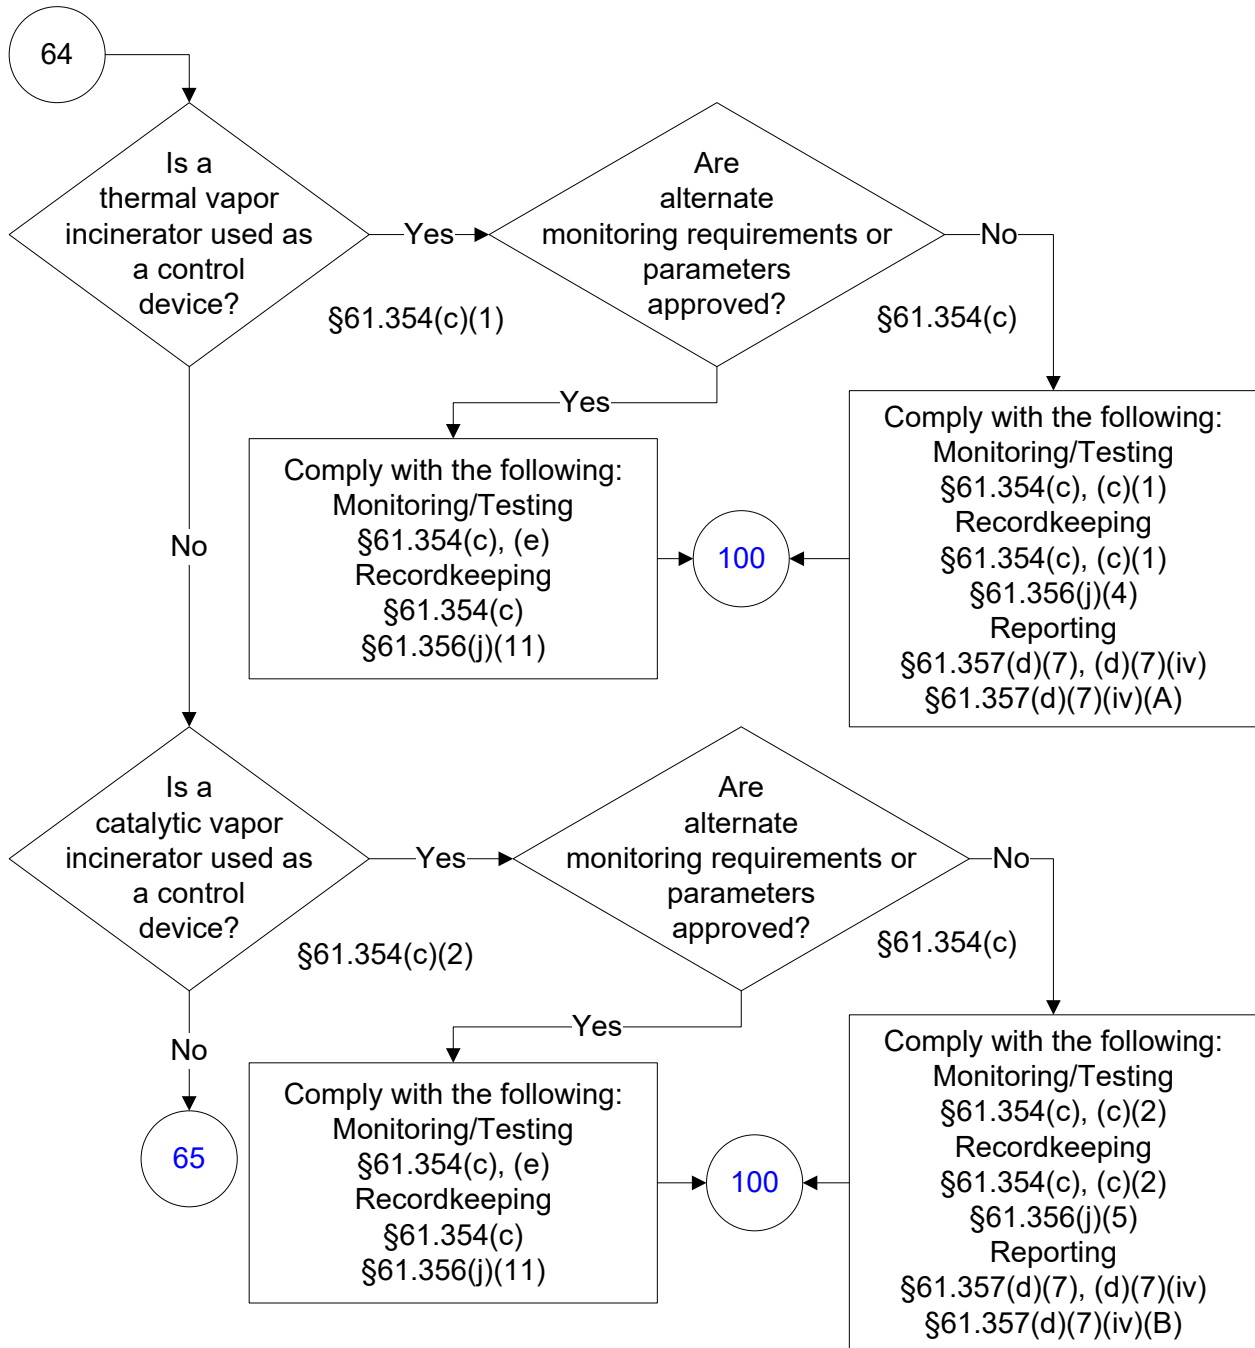 64
Is a
thermal vapor
incinerator used as
a control
device?
Yes
§61.354(c)(1)
Are
alternate
monitoring requirements or
parameters
approved?
No
§61.354(c)
Yes
Comply with the following:
Monitoring/Testing
§61.354(c), (e)
Recordkeeping
§61.354(c)
§61.356(j)(11)
100
Comply with the following:
Monitoring/Testing
§61.354(c), (c)(1)
Recordkeeping
§61.354(c), (c)(1)
§61.356(j)(4)
Reporting
§61.357(d)(7), (d)(7)(iv)
§61.357(d)(7)(iv)(A)
No
Is a
catalytic vapor
incinerator used as
a control
device?
Yes
§61.354(c)(2)
Are
alternate
monitoring requirements or
parameters
approved?
No
§61.354(c)
Yes
No
65
Comply with the following:
Monitoring/Testing
§61.354(c), (e)
Recordkeeping
§61.354(c)
§61.356(j)(11)
100
Comply with the following:
Monitoring/Testing
§61.354(c), (c)(2)
Recordkeeping
§61.354(c), (c)(2)
§61.356(j)(5)
Reporting
§61.357(d)(7), (d)(7)(iv)
§61.357(d)(7)(iv)(B)